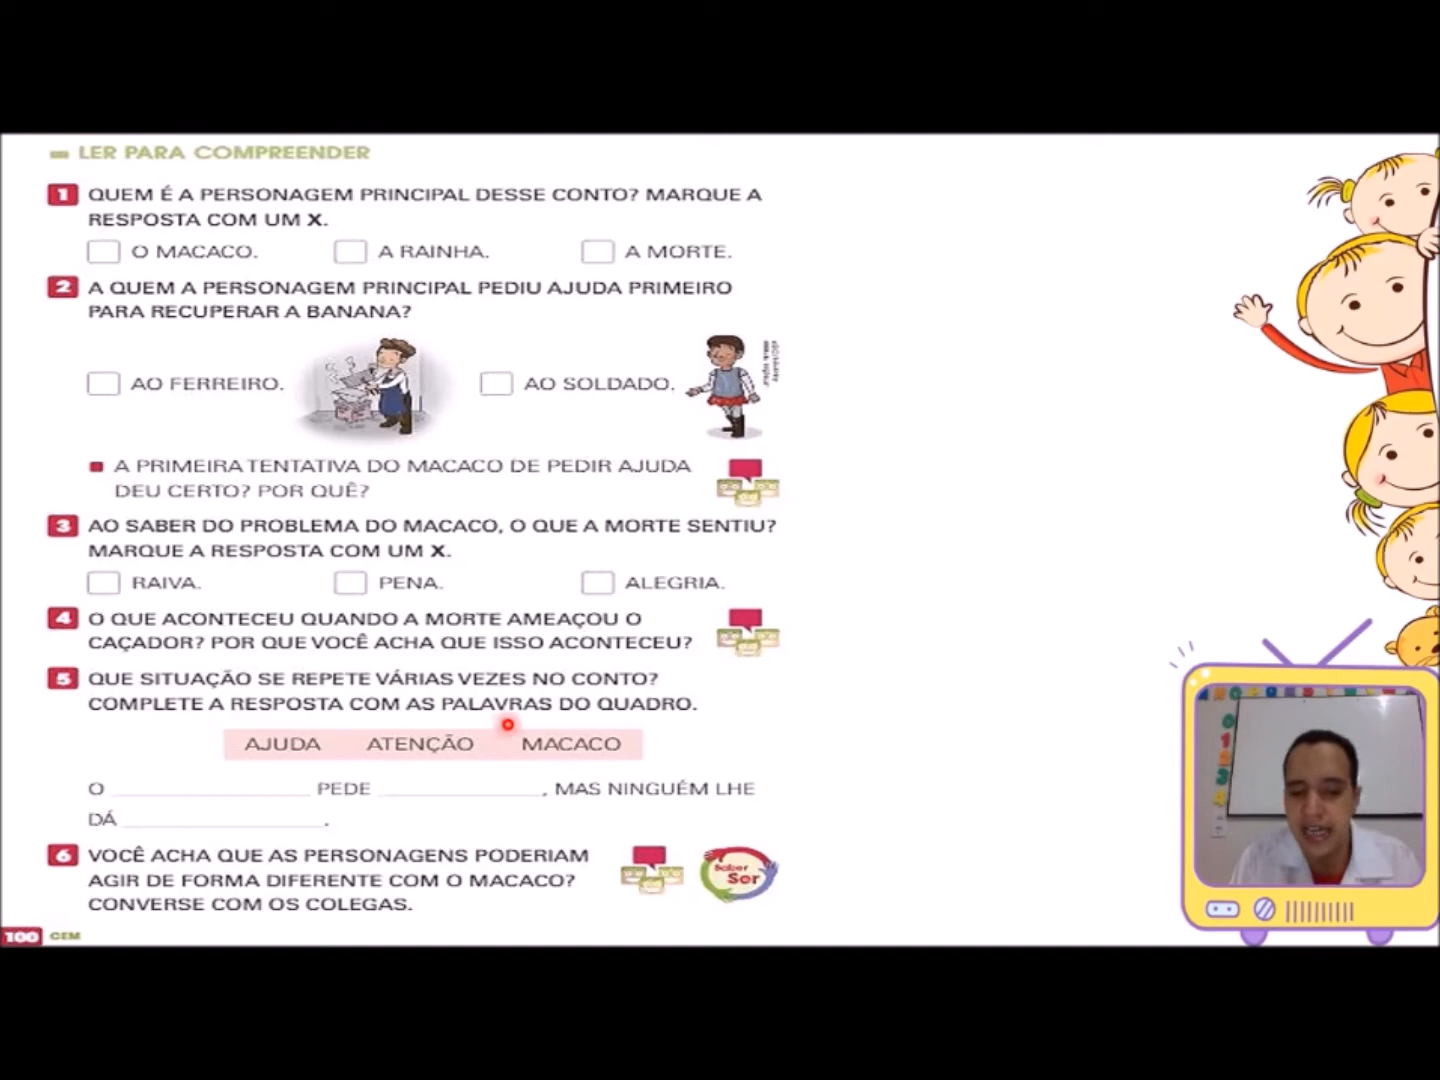 LER PARA COMPREENDER
1 QUEM É A PERSONAGEM PRINCIPAL DESSE CONTO? MARQUE A
RESPOSTA COM UM X.
O MACACO. A RAINHA. A MORTE.
2 A QUEM A PERSONAGEM PRINCIPAL PEDIU AJUDA PRIMEIRO
PARA RECUPERAR A BANANA?
AO FERREIRO. AO SOLDADO.
A PRIMEIRA TENTATIVA DO MACACO DE PEDIR AJUDA
DEU CERTO? POR QUÊ?
3 AO SABER DO PROBLEMA DO MACACO, O QUE A MORTE SENTIU?
MARQUE A RESPOSTA COM UM X.
RAIVA. PENA. ALEGRIA.
4 O QUE ACONTECEU QUANDO A MORTE AMEAÇOU O
CAÇADOR? POR QUE VOCÊ ACHA QUE ISSO ACONTECEU?
5 QUE SITUAÇÃO SE REPETE VÁRIAS VEZES NO CONTO?
COMPLETE A RESPOSTA COM AS PALAVRAS DO QUADRO.
AJUDA ATENÇÃO MACACO
O PEDE , MAS NINGUÉM LHE
DÁ .
6 VOCÊ ACHA QUE AS PERSONAGENS PODERIAM
AGIR DE FORMA DIFERENTE COM O MACACO?
CONVERSE COM OS COLEGAS.
Saber
Ser
100 CEM
0
1
2
3
4